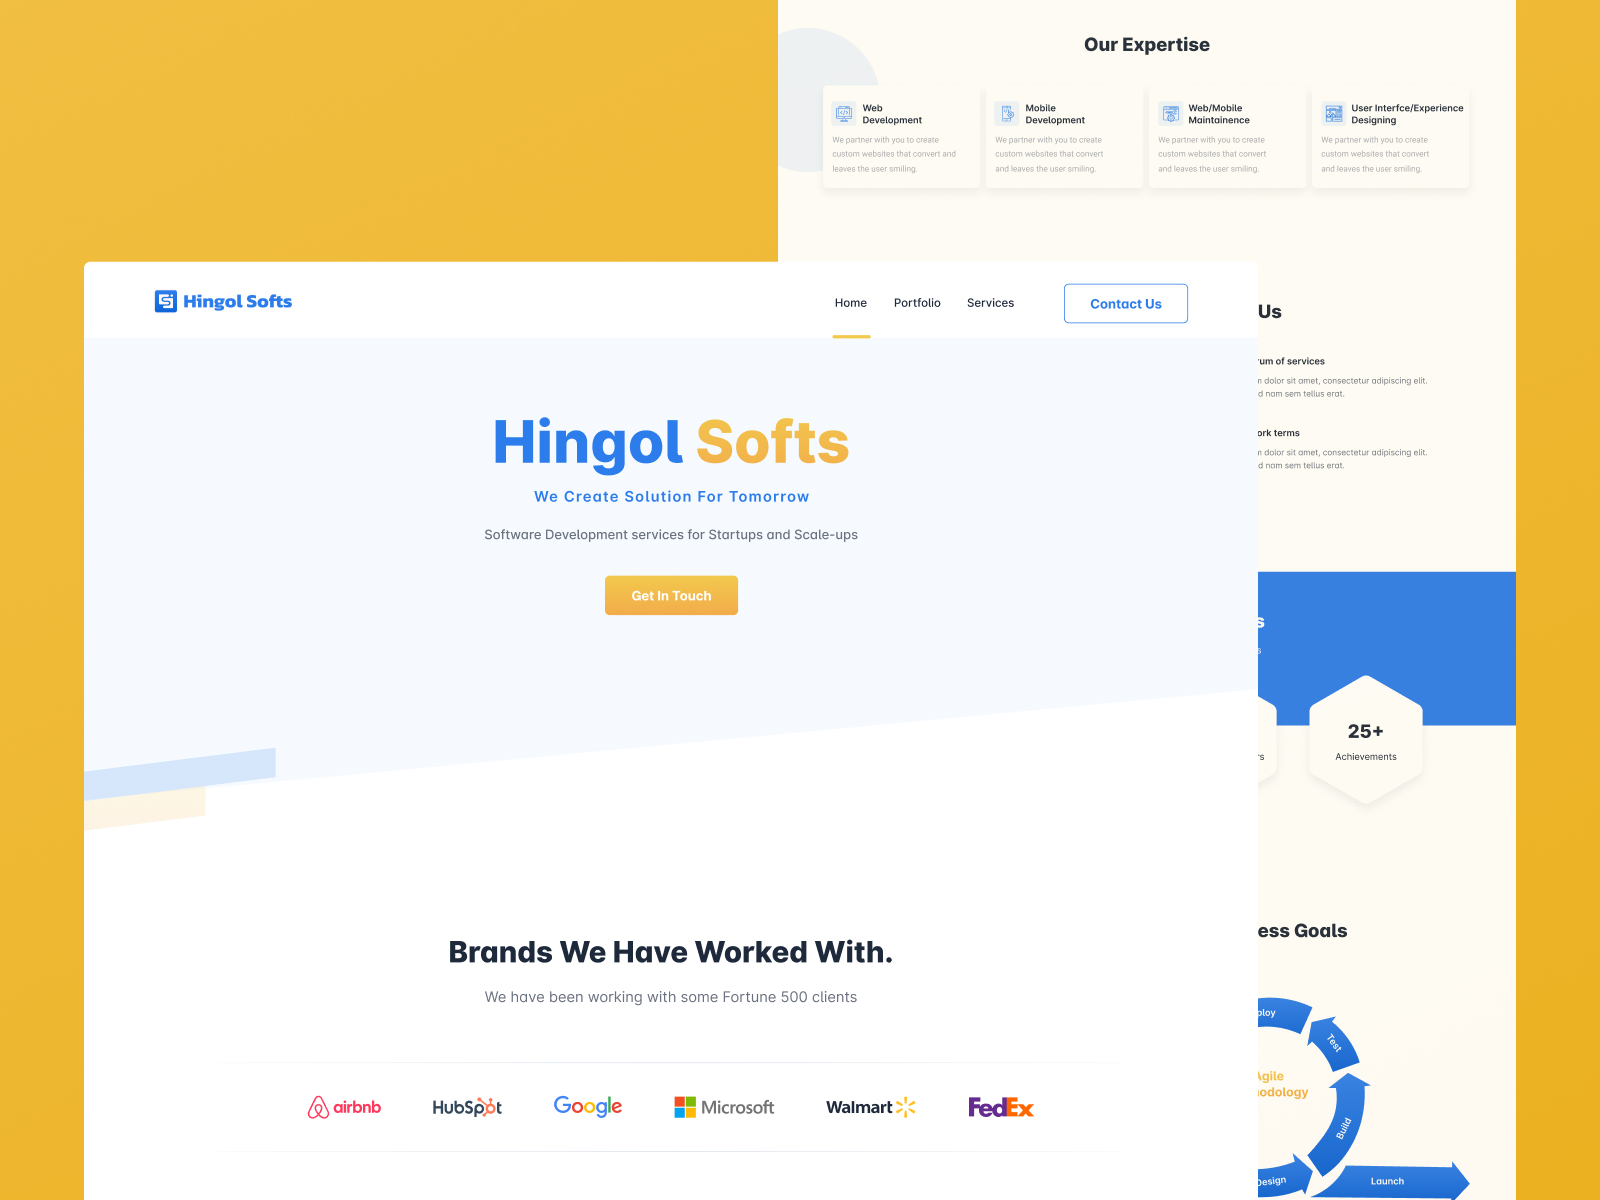 Our Expertise
Web
Development
We partner with you to create
custom websites that convert and
leaves the user smiling.
Mobile
Development
We partner with you to create
custom websites that convert
and leaves the user smiling.
Web/Mobile
Maintainence
We partner with you to create
custom websites that convert
and leaves the user smiling.
User Interfce/Experience
Designing
We partner with you to create
custom websites that convert
and leaves the user smiling.
Hingol Softs
Home
Portfolio
Services
Contact Us
Hingol Softs
We Create Solution For Tomorrow
Software Development services for Startups and Scale-ups
Get In Touch
Brands We Have Worked With.
We have been working with some Fortune 500 clients
airbnb
HubSpot
Google
Microsoft
Walmart
FedEx
Us
of services
dolor sit amet, consectetur adipiscing elit.
nam sem tellus erat.
terms
dolor sit amet, consectetur adipiscing elit.
nam sem tellus erat.
25+
Achievements
Goals
Test
Agile
Build
Design
Launch